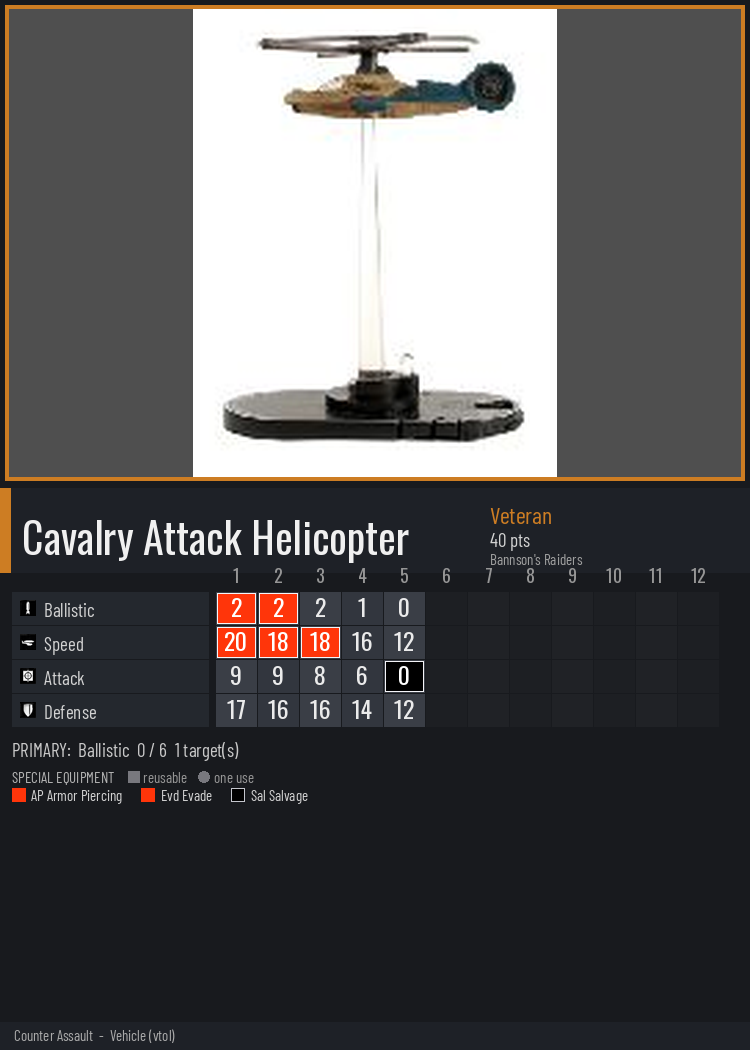 Cavalry Attack Helicopter
Veteran
40 pts
Bannson's Raiders
1 2 3 4 5 6 7 8 9 10 11 12
Ballistic 2 2 2 1 0
Speed 20 18 18 16 12
Attack 9 9 8 6 0
Defense 17 16 16 14 12
PRIMARY: Ballistic 0 / 6 1 target(s)
SPECIAL EQUIPMENT reusable one use
AP Armor Piercing Evd Evade Sal Salvage
Counter Assault - Vehicle (vtol)